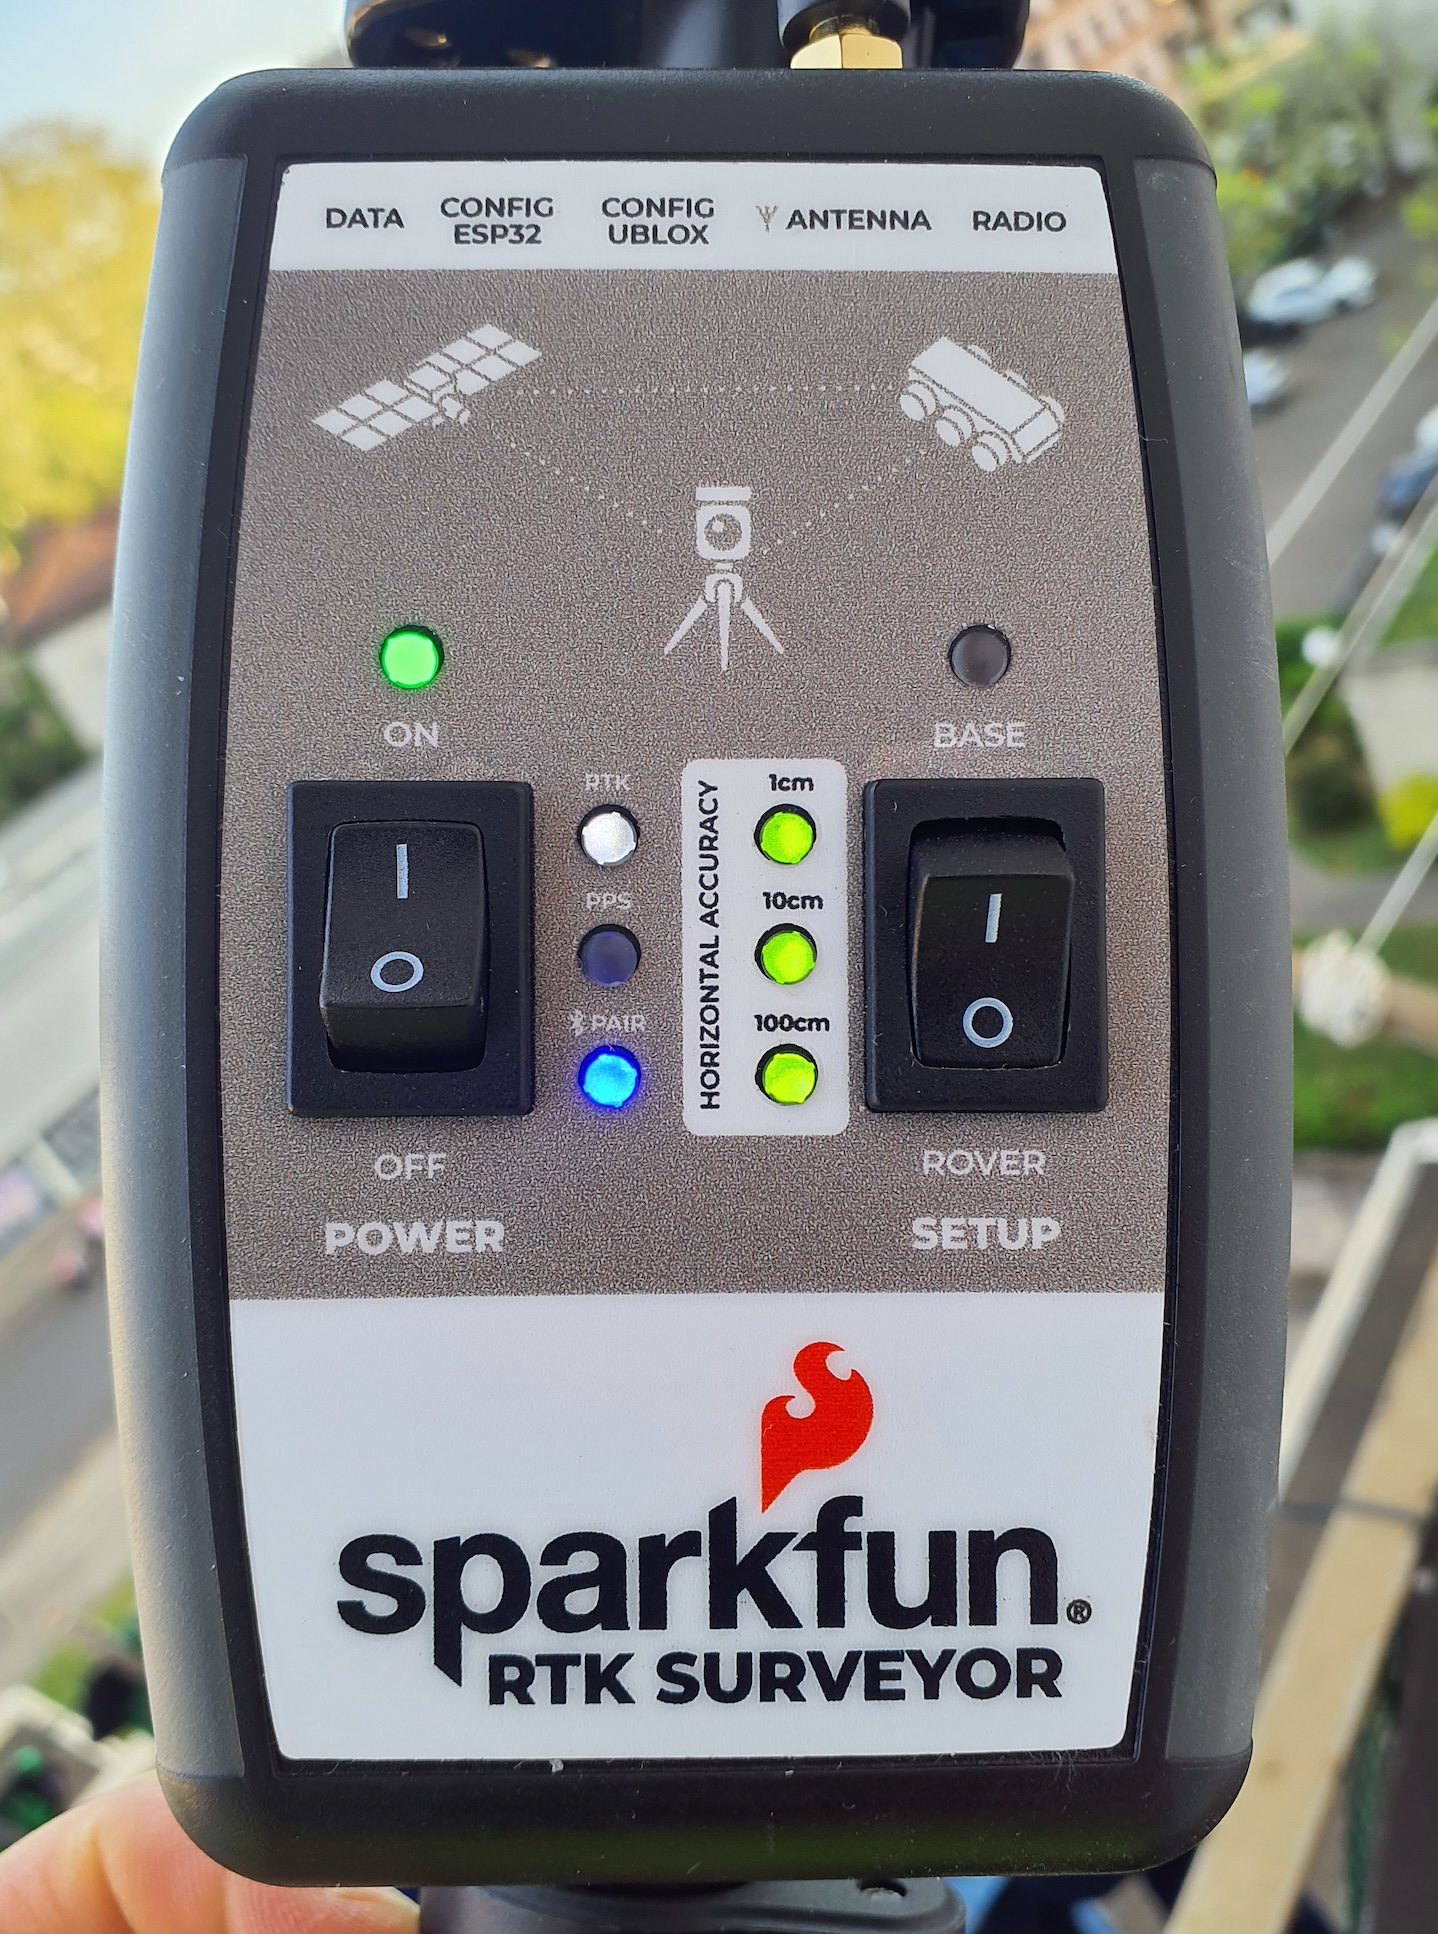 DATA
CONFIG
ESP32
CONFIG
UBLOX
ANTENNA
RADIO
ON
BASE
RTK
PPS
PAIR
HORIZONTAL ACCURACY
1cm
10cm
100cm
I
O
I
O
OFF
POWER
ROVER
SETUP
sparkfun®
RTK SURVEYOR